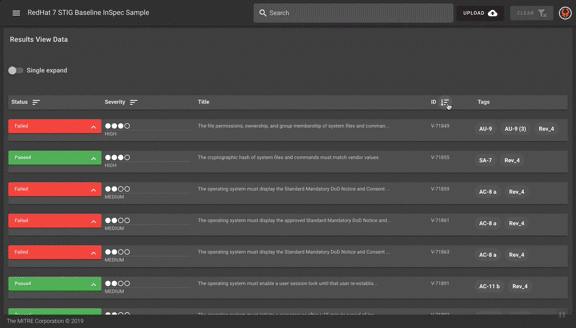 RedHat 7 STIG Baseline InSpec Sample
Search
UPLOAD
CLEAR
Results View Data
Single expand
Status Severity Title ID Tags
Failed HIGH The file permissions, ownership, and group membership of system files and comman... V-71849 AU-9 AU-9 (3) Rev_4
Passed HIGH The cryptographic hash of system files and commands must match vendor values. V-71855 SA-7 Rev_4
Failed MEDIUM The operating system must display the Standard Mandatory DoD Notice and Consent ... V-71859 AC-8 a Rev_4
Failed MEDIUM The operating system must display the approved Standard Mandatory DoD Notice and... V-71861 AC-8 a Rev_4
Failed MEDIUM The operating system must display the Standard Mandatory DoD Notice and Consent ... V-71863 AC-8 a Rev_4
Passed MEDIUM The operating system must enable a user session lock until that user re-establis... V-71891 AC-11 b Rev_4
The MITRE Corporation © 2019